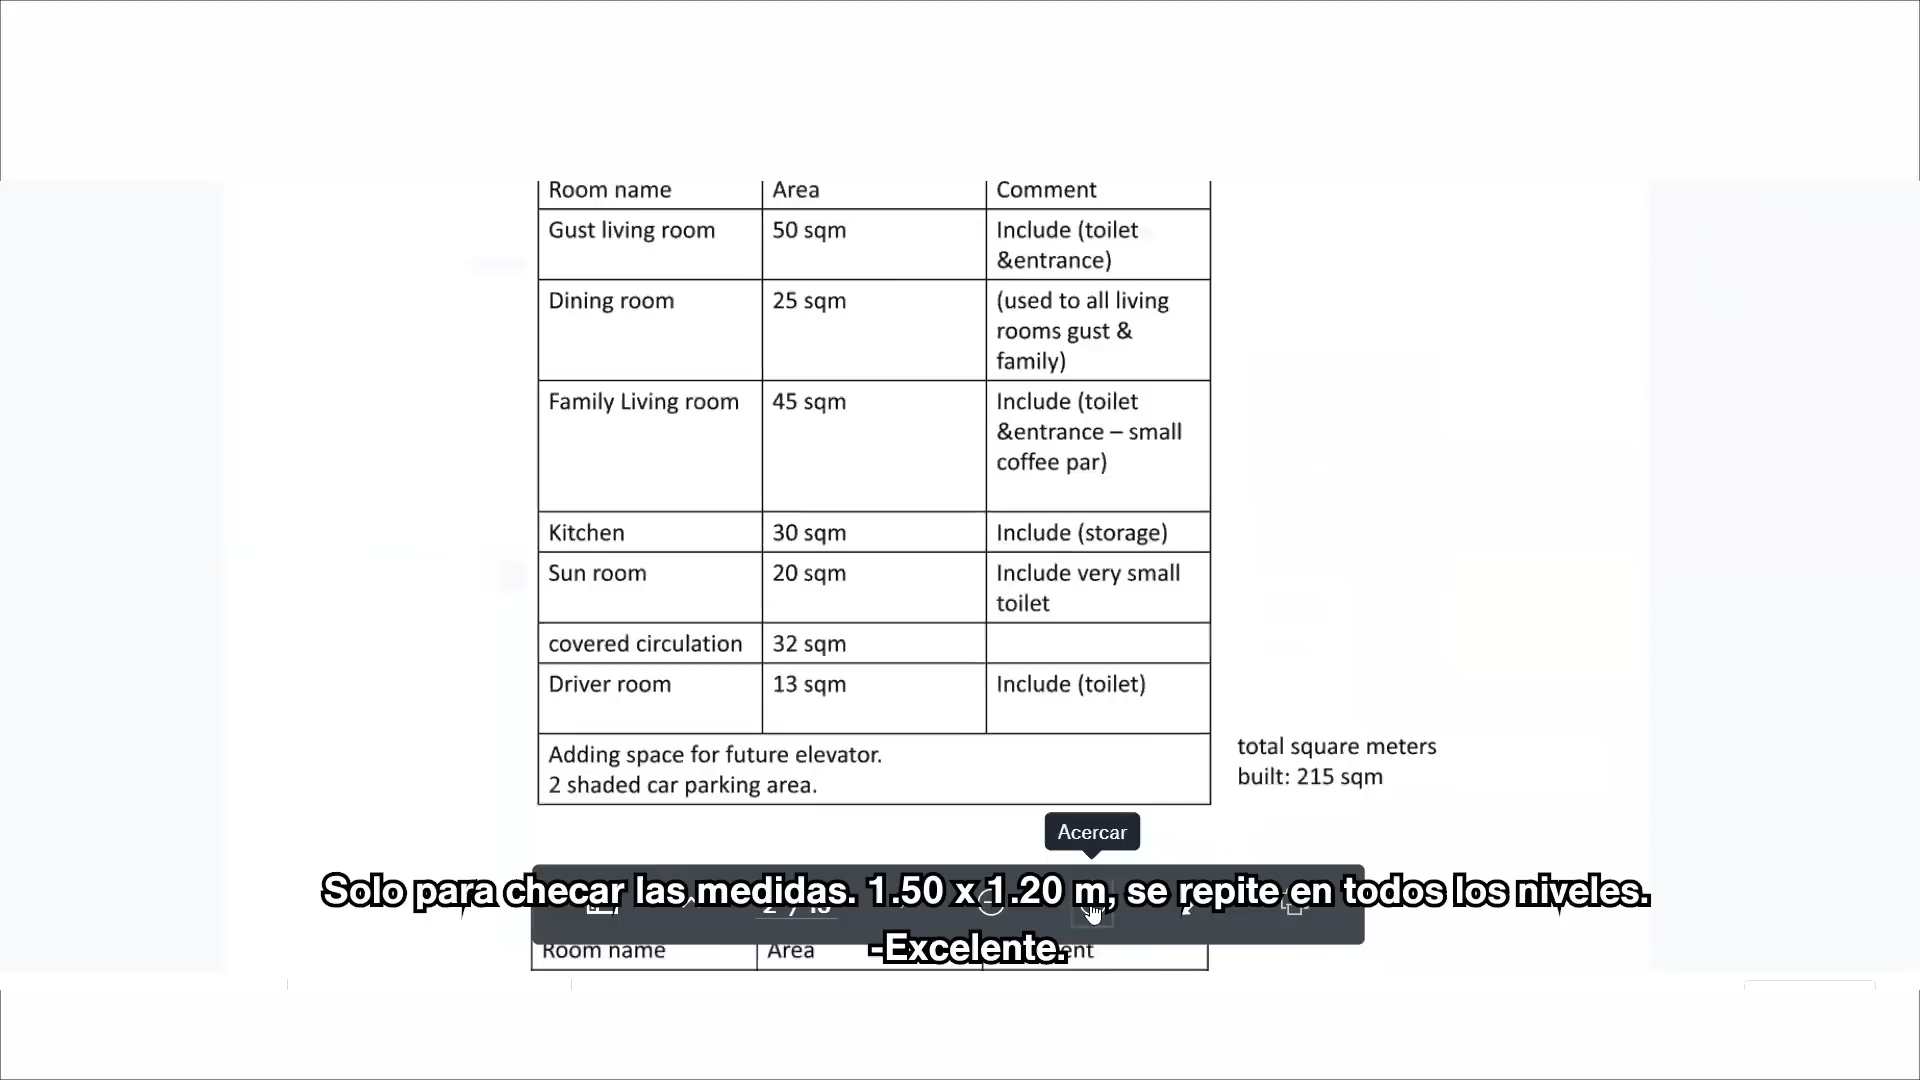 Room name Area Comment
Gust living room 50 sqm Include (toilet
&entrance)
Dining room 25 sqm (used to all living
rooms gust &
family)
Family Living room 45 sqm Include (toilet
&entrance – small
coffee par)
Kitchen 30 sqm Include (storage)
Sun room 20 sqm Include very small
toilet
covered circulation 32 sqm
Driver room 13 sqm Include (toilet)
Adding space for future elevator.
2 shaded car parking area.
total square meters
built: 215 sqm
Acercar
Solo para checar las medidas. 1.50 x 1.20 m, se repite en todos los niveles.
-Excelente.
Room name Area